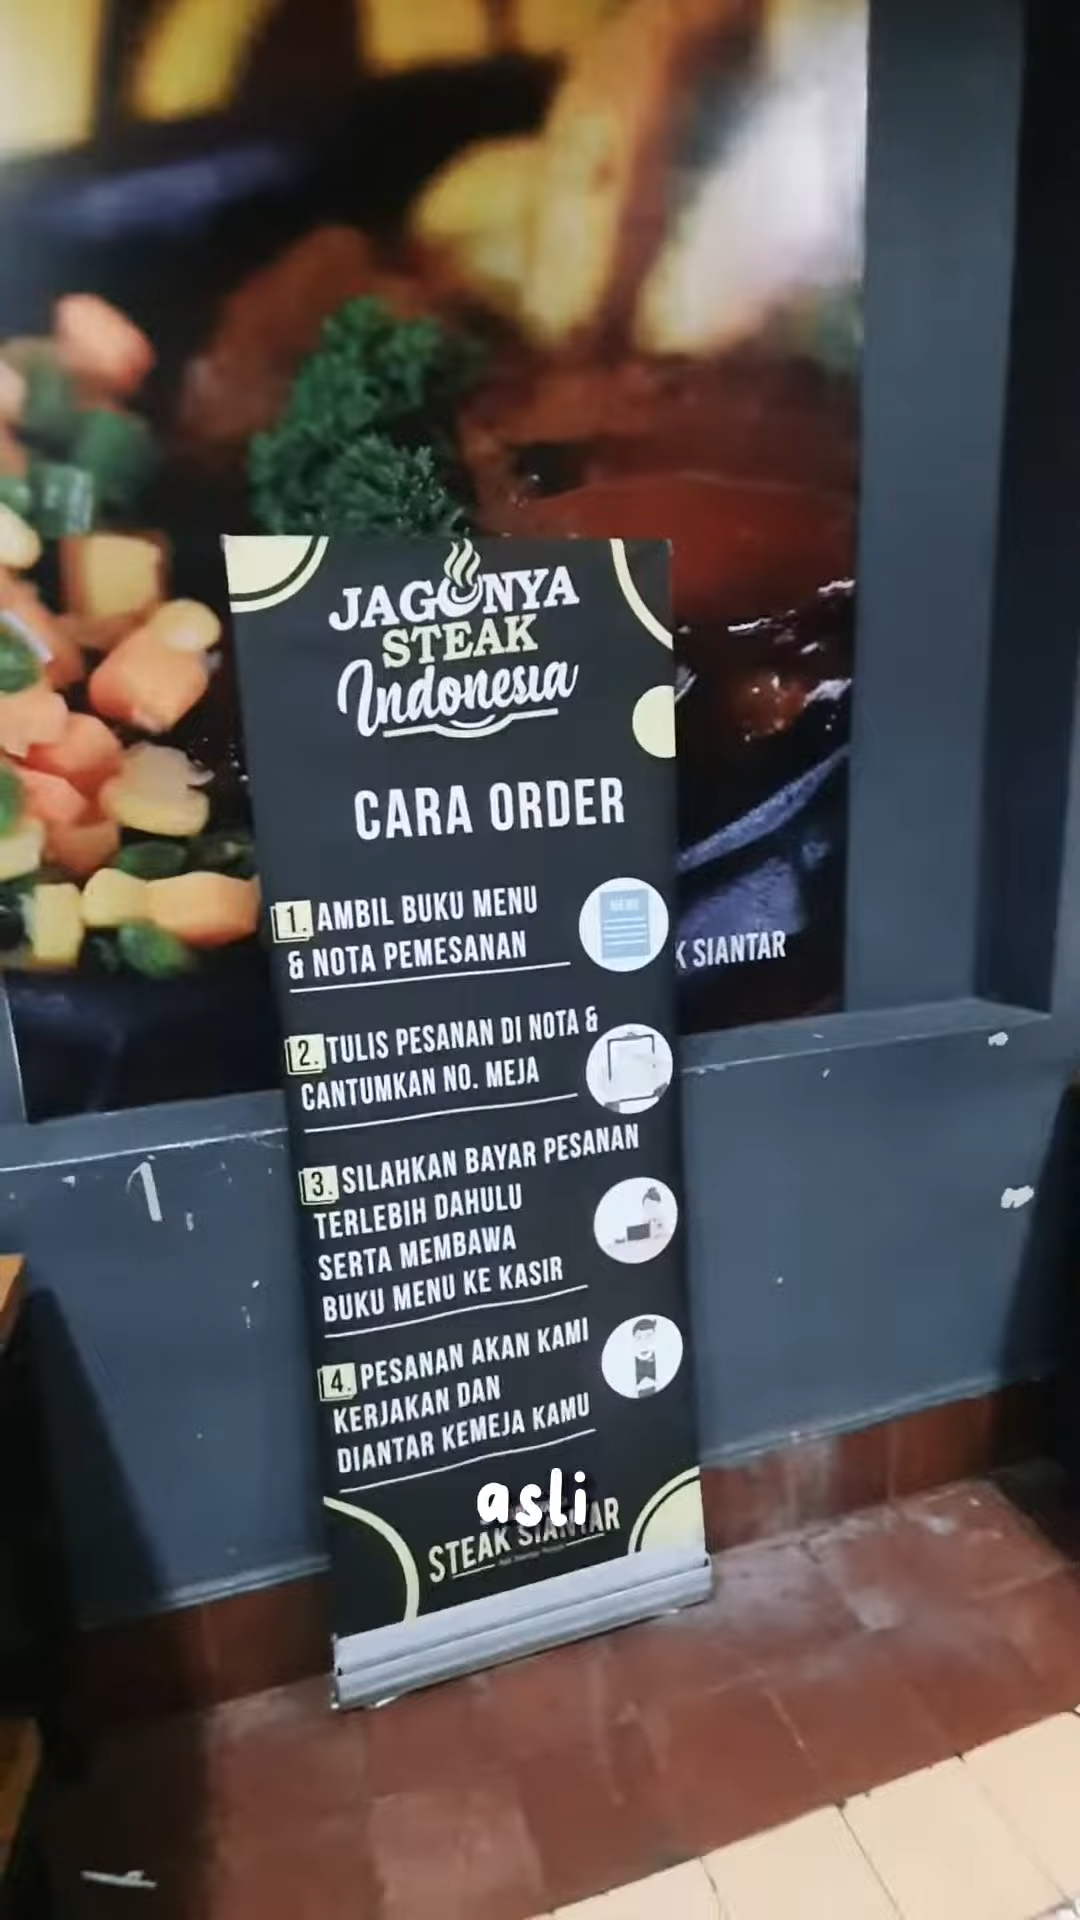 JAGONYA
STEAK
Indonesia
CARA ORDER
1. AMBIL BUKU MENU
& NOTA PEMESANAN
MENU
K SIANTAR
2. TULIS PESANAN DI NOTA &
CANTUMKAN NO. MEJA
3. SILAHKAN BAYAR PESANAN
TERLEBIH DAHULU
SERTA MEMBAWA
BUKU MENU KE KASIR
4. PESANAN AKAN KAMI
KERJAKAN DAN
DIANTAR KEMEJA KAMU
asli
STEAK SIANTAR